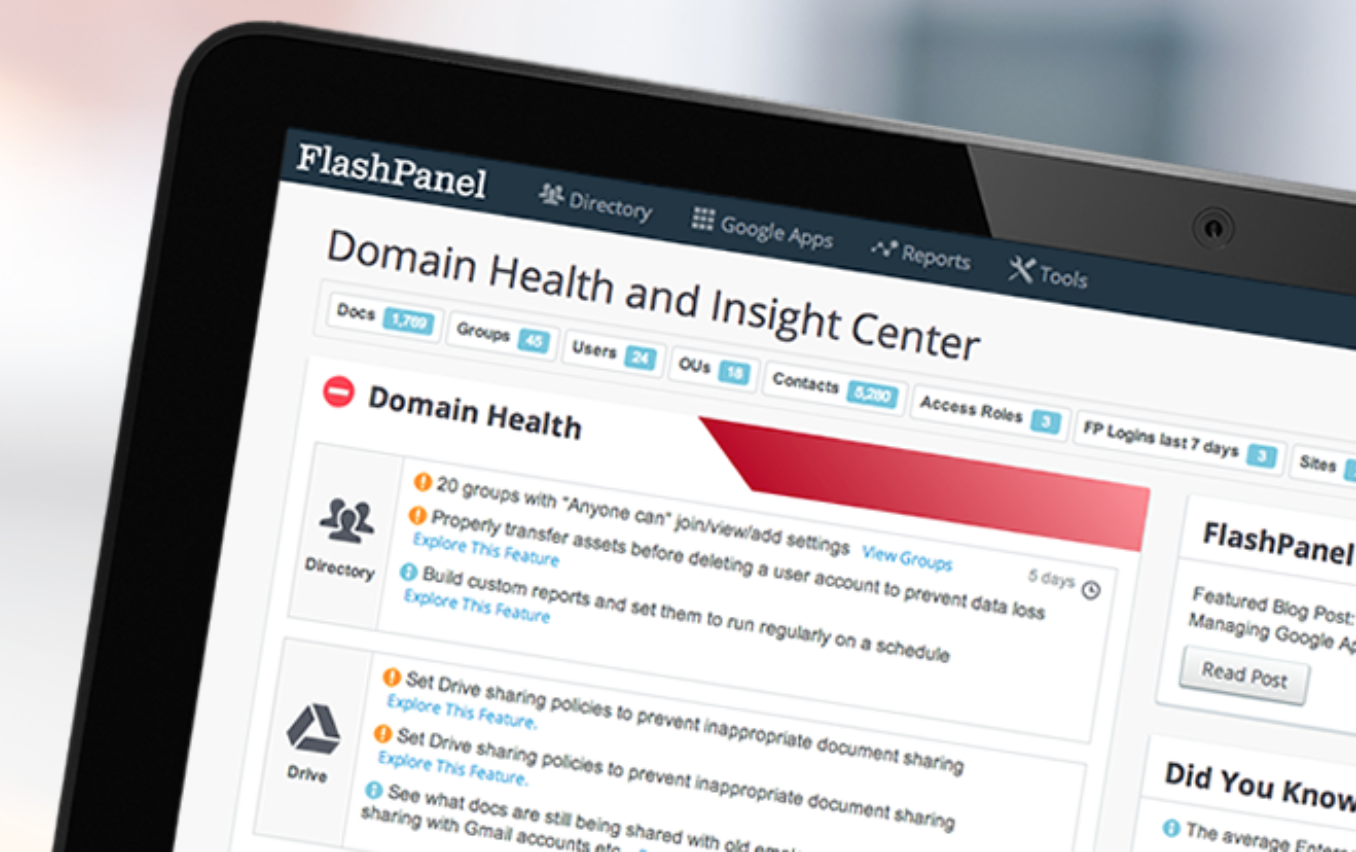 FlashPanel
Directory
Google Apps
Reports
Tools
Domain Health and Insight Center
Docs 1,769
Groups 45
Users 24
OUs 18
Contacts 5,280
Access Roles 3
FP Logins last 7 days 3
Sites
Domain Health
Directory
20 groups with "Anyone can" join/view/add settings View Groups
5 days
Properly transfer assets before deleting a user account to prevent data loss
Explore This Feature
Build custom reports and set them to run regularly on a schedule
Explore This Feature
Drive
Set Drive sharing policies to prevent inappropriate document sharing
Explore This Feature.
Set Drive sharing policies to prevent inappropriate document sharing
Explore This Feature.
See what docs are still being shared with old
sharing with Gmail accounts etc.
FlashPanel
Featured Blog Post:
Managing Google
Read Post
Did You Know
The average